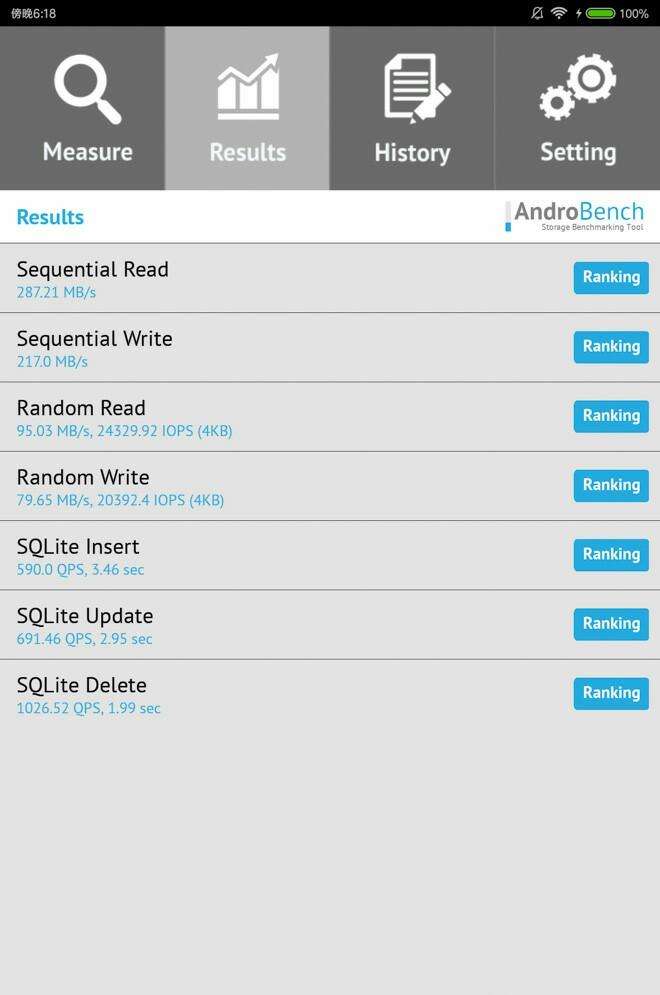 傍晚6:18 100%
Measure Results History Setting
Results AndroBench
Storage Benchmarking Tool
Sequential Read
287.21 MB/s
Ranking
Sequential Write
217.0 MB/s
Ranking
Random Read
95.03 MB/s, 24329.92 IOPS (4KB)
Ranking
Random Write
79.65 MB/s, 20392.4 IOPS (4KB)
Ranking
SQLite Insert
590.0 QPS, 3.46 sec
Ranking
SQLite Update
691.46 QPS, 2.95 sec
Ranking
SQLite Delete
1026.52 QPS, 1.99 sec
Ranking